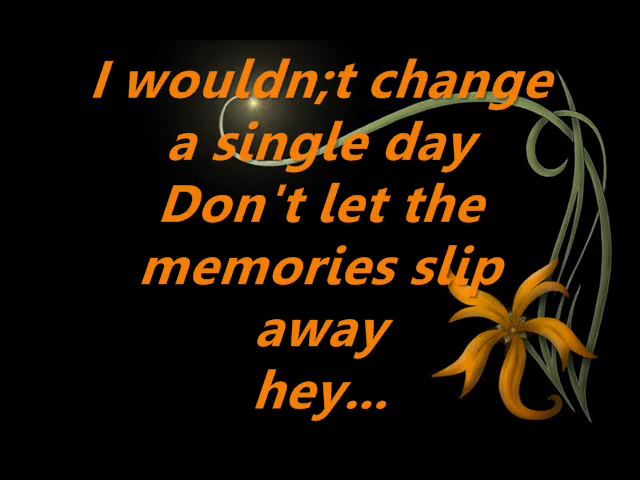 I wouldn;t change
a single day
Don't let the
memories slip
away
hey...